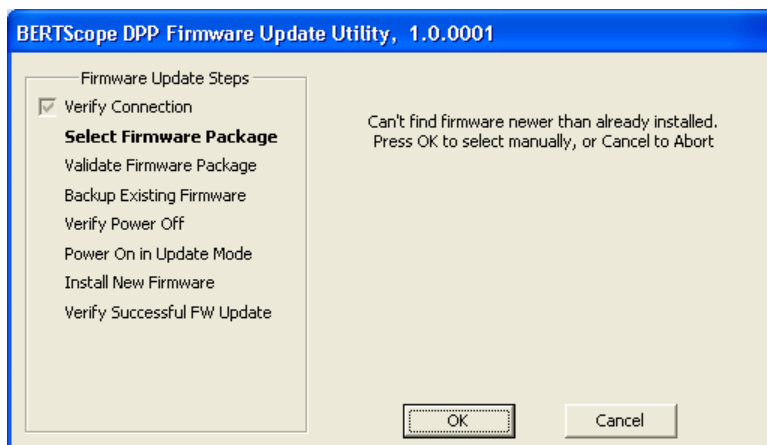 BERTScope DPP Firmware Update Utility, 1.0.0001
Firmware Update Steps
Verify Connection
Select Firmware Package
Validate Firmware Package
Backup Existing Firmware
Verify Power Off
Power On in Update Mode
Install New Firmware
Verify Successful FW Update
Can't find firmware newer than already installed.
Press OK to select manually, or Cancel to Abort
OK
Cancel